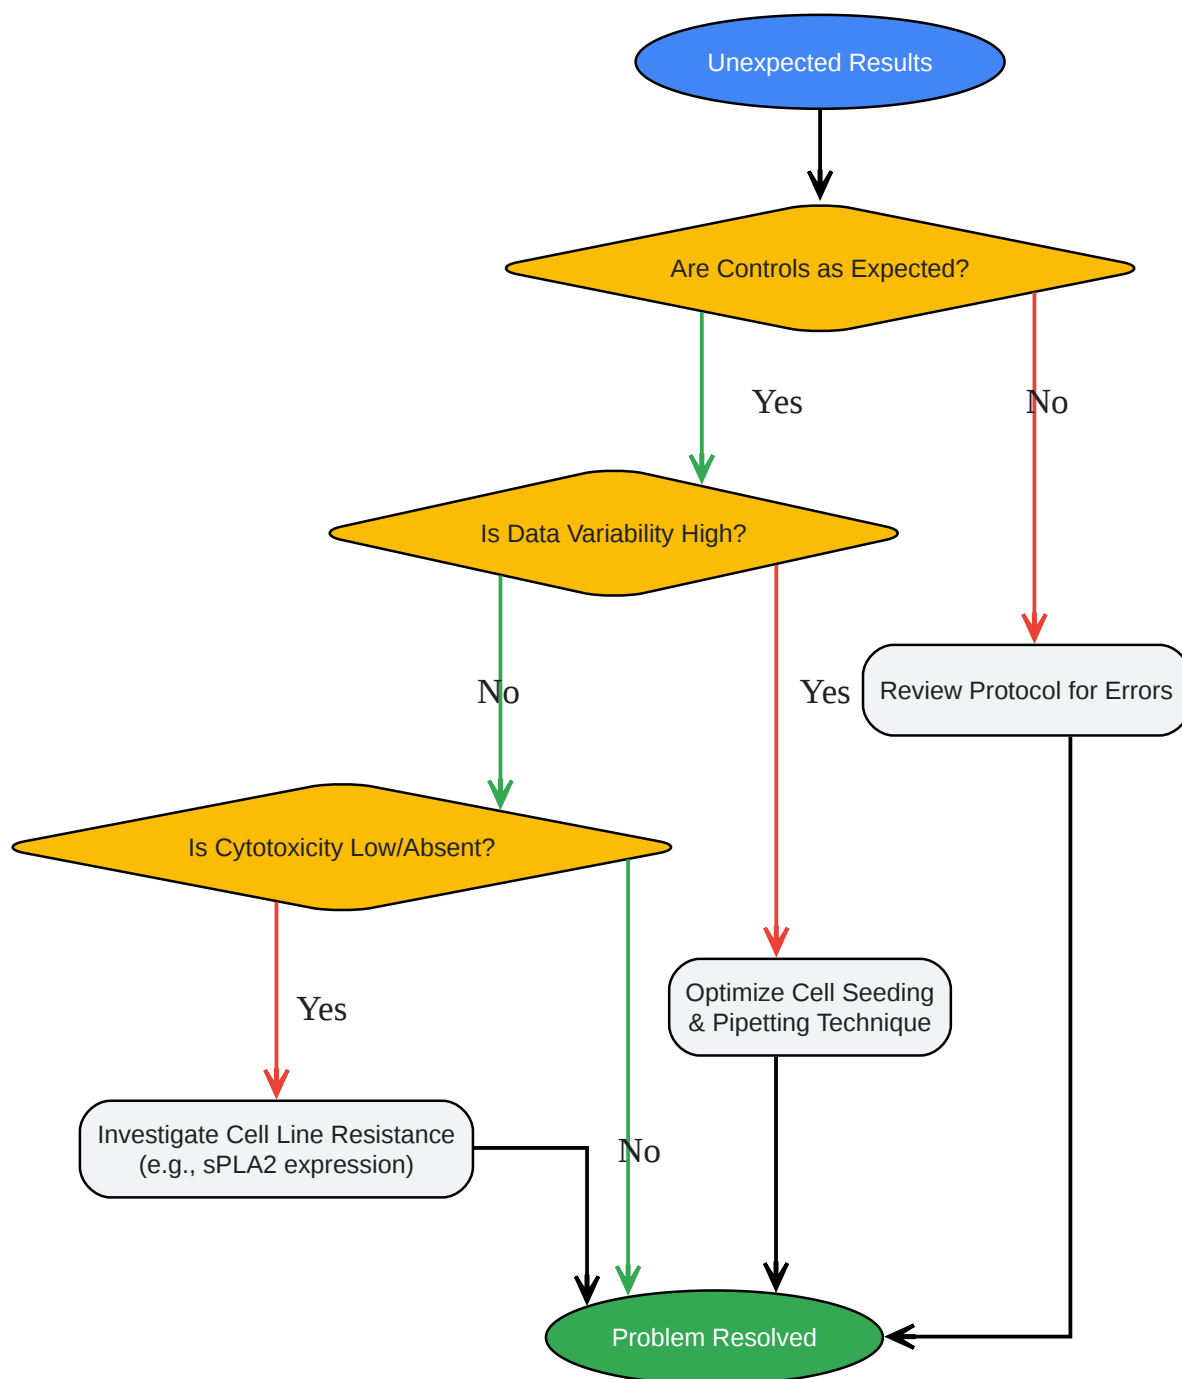 Unexpected Results
Are Controls as Expected?
Yes
No
Is Data Variability High?
No
Yes
Review Protocol for Errors
Is Cytotoxicity Low/Absent?
Optimize Cell Seeding
& Pipetting Technique
Yes
Investigate Cell Line Resistance
(e.g., sPLA2 expression)
No
Problem Resolved